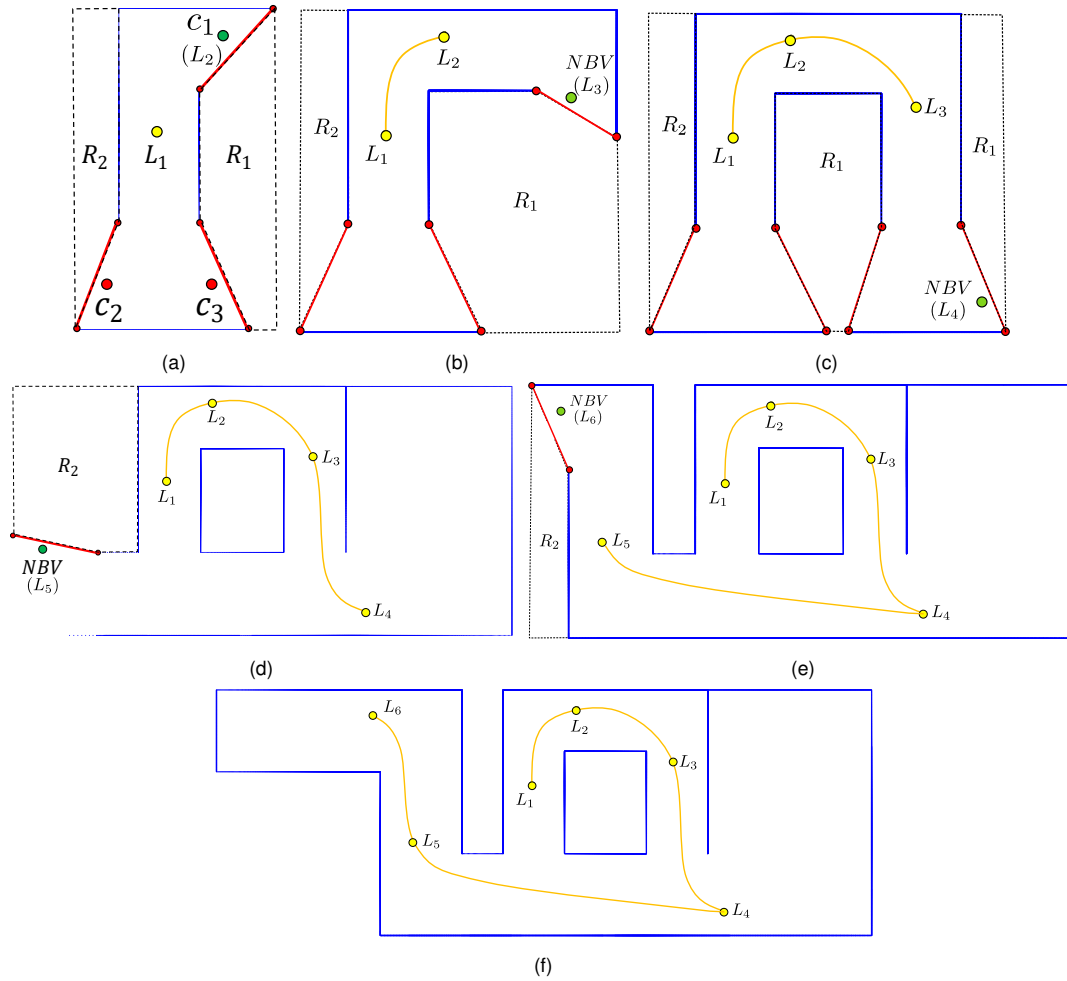 c₁
(L₂)
R₂
L₁
R₁
c₂
c₃
(a)
NBV
(L₃)
L₂
R₂
L₁
R₁
(b)
L₂
R₂
L₃
L₁
R₁
R₁
NBV
(L₄)
(c)
L₂
R₂
L₃
L₁
NBV
(L₅)
L₄
(d)
NBV
(L₆)
L₂
L₃
L₁
R₂
L₅
L₄
(e)
L₆
L₂
L₃
L₁
L₅
L₄
(f)